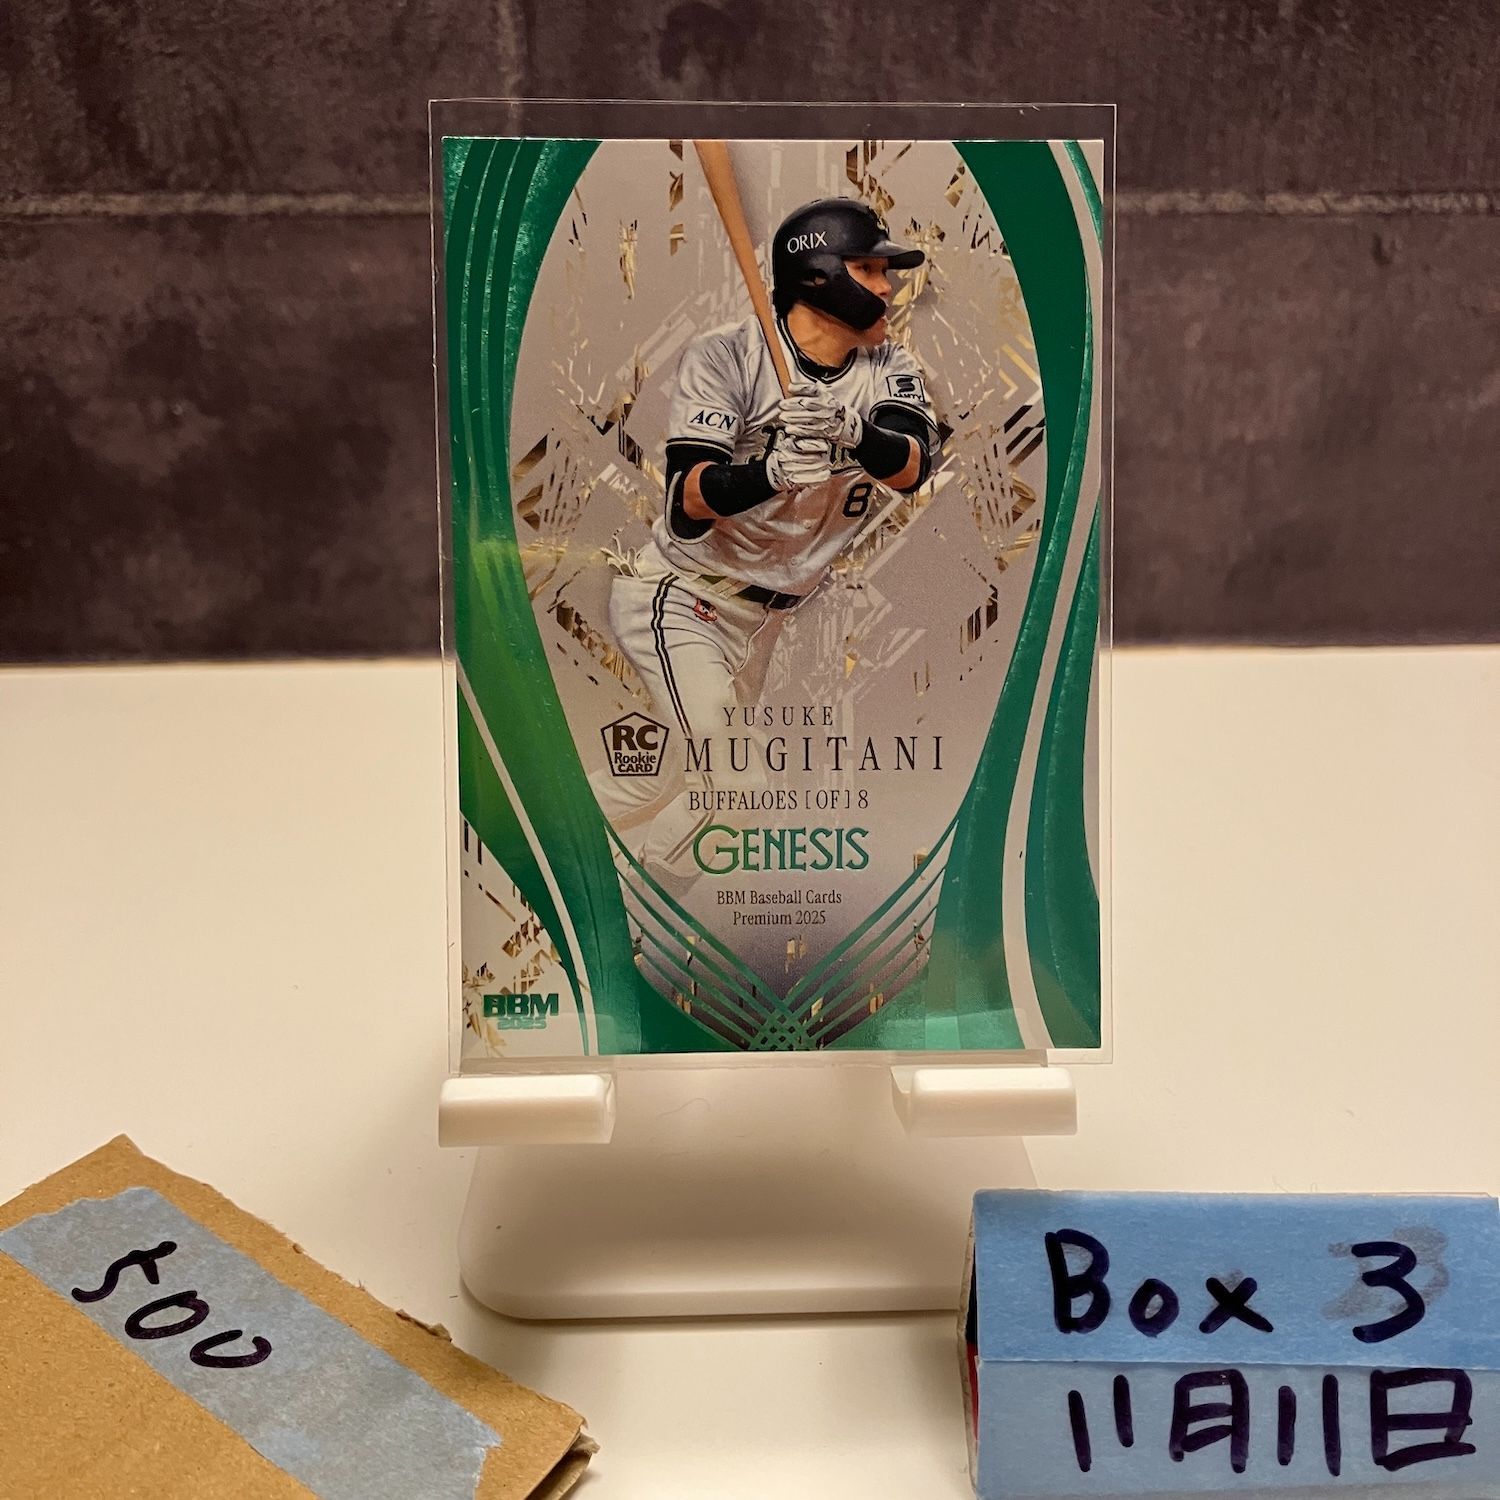 ORIX
ACN
8
RC
Rookie
CARD
YUSUKE
MUGITANI
BUFFALOES [OF] 8
GENESIS
BBM Baseball Cards
Premium 2025
BBM
2025
500
Box 3
11月11日